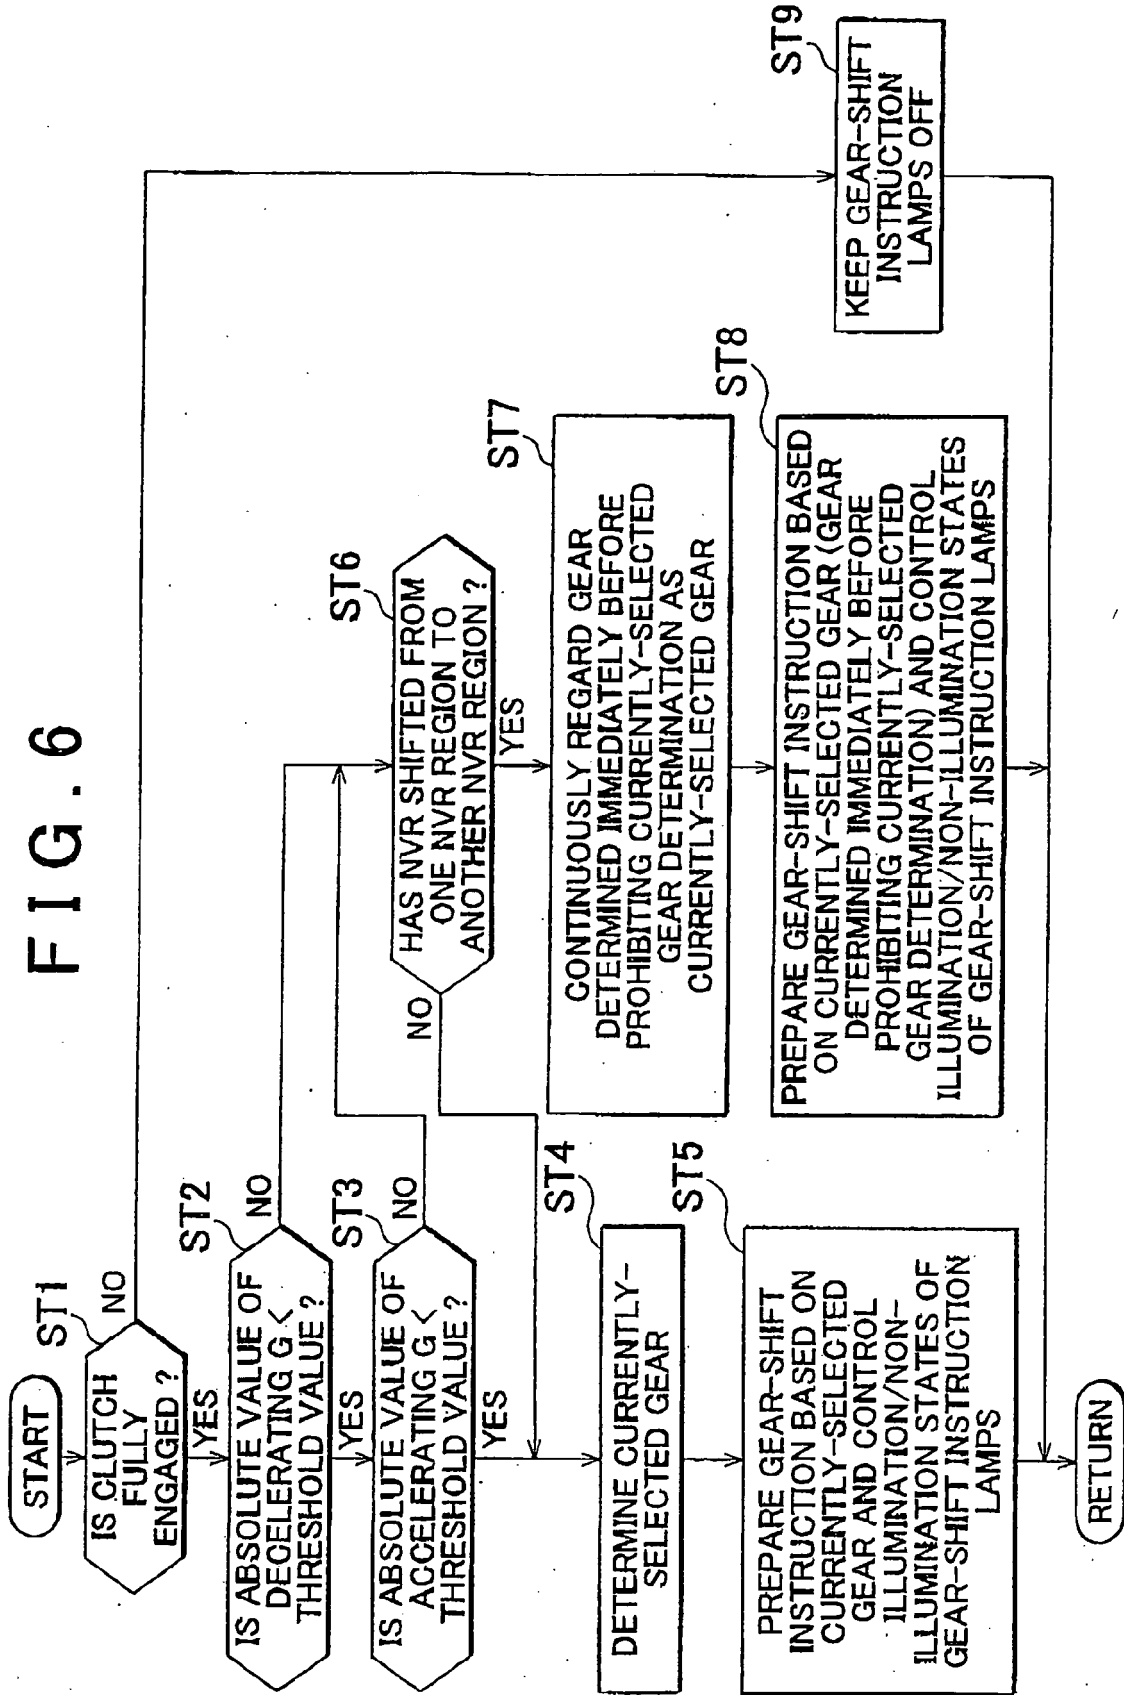 FIG. 6
START
ST1
IS CLUTCH
FULLY
ENGAGED ?
NO
YES
ST2
IS ABSOLUTE VALUE OF
DECELERATING G <
THRESHOLD VALUE ?
NO
YES
ST3
IS ABSOLUTE VALUE OF
ACCELERATING G <
THRESHOLD VALUE ?
NO
YES
ST4
DETERMINE CURRENTLY-
SELECTED GEAR
ST5
PREPARE GEAR-SHIFT
INSTRUCTION BASED ON
CURRENTLY-SELECTED
GEAR AND CONTROL
ILLUMINATION/NON-
ILLUMINATION STATES OF
GEAR-SHIFT INSTRUCTION
LAMPS
RETURN
ST6
HAS NVR SHIFTED FROM
ONE NVR REGION TO
ANOTHER NVR REGION ?
NO
YES
ST7
CONTINUOUSLY REGARD GEAR
DETERMINED IMMEDIATELY BEFORE
PROHIBITING CURRENTLY-SELECTED
GEAR DETERMINATION AS
CURRENTLY-SELECTED GEAR
ST8
PREPARE GEAR-SHIFT INSTRUCTION BASED
ON CURRENTLY-SELECTED GEAR (GEAR
DETERMINED IMMEDIATELY BEFORE
PROHIBITING CURRENTLY-SELECTED
GEAR DETERMINATION) AND CONTROL
ILLUMINATION/NON-ILLUMINATION STATES
OF GEAR-SHIFT INSTRUCTION LAMPS
ST9
KEEP GEAR-SHIFT
INSTRUCTION
LAMPS OFF